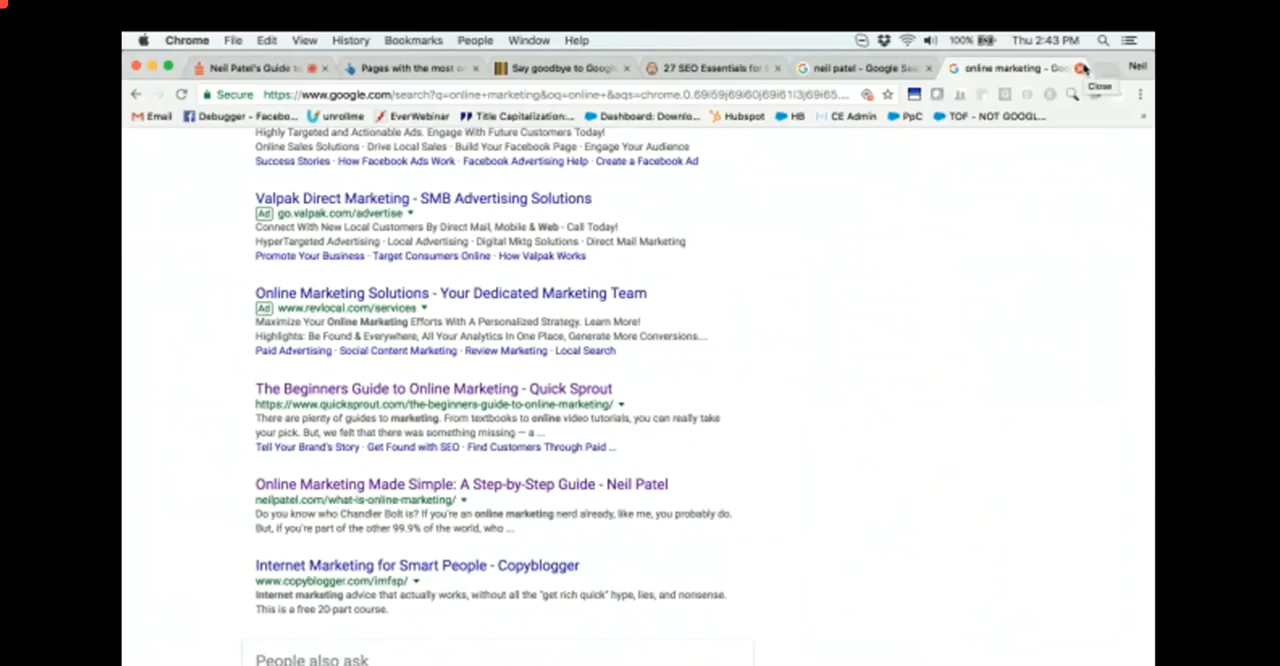 Chrome File Edit View History Bookmarks People Window Help 100% Thu 2:43 PM
Neil Patel's Guide to Pages with the most Say goodbye to Google 27 SEO Essentials for neil patel - Google Sea online marketing - Goo Neil
Close
Secure https://www.google.com/search?q=online+marketing&oq=online+&aqs=chrome.0.69i59j69i60j69i61l3j69i65...
Email Debugger - Facebo... unrollme EverWebinar Title Capitalization:... Dashboard: Downlo... Hubspot HB CE Admin PpC TOF - NOT GOOGL... »
Highly Targeted and Actionable Ads. Engage With Future Customers Today!
Online Sales Solutions · Drive Local Sales · Build Your Facebook Page · Engage Your Audience
Success Stories · How Facebook Ads Work · Facebook Advertising Help · Create a Facebook Ad
Valpak Direct Marketing - SMB Advertising Solutions
Ad go.valpak.com/advertise
Connect With New Local Customers By Direct Mail, Mobile & Web · Call Today!
HyperTargeted Advertising · Local Advertising · Digital Mktg Solutions · Direct Mail Marketing
Promote Your Business · Target Consumers Online · How Valpak Works
Online Marketing Solutions - Your Dedicated Marketing Team
Ad www.revlocal.com/services
Maximize Your Online Marketing Efforts With A Personalized Strategy. Learn More!
Highlights: Be Found & Everywhere, All Your Analytics In One Place, Generate More Conversions...
Paid Advertising · Social Content Marketing · Review Marketing · Local Search
The Beginners Guide to Online Marketing - Quick Sprout
https://www.quicksprout.com/the-beginners-guide-to-online-marketing/
There are plenty of guides to marketing. From textbooks to online video tutorials, you can really take
your pick. But, we felt that there was something missing — a ...
Tell Your Brand's Story · Get Found with SEO · Find Customers Through Paid ...
Online Marketing Made Simple: A Step-by-Step Guide - Neil Patel
neilpatel.com/what-is-online-marketing/
Do you know who Chandler Bolt is? If you're an online marketing nerd already, like me, you probably do.
But, if you're part of the other 99.9% of the world, who ...
Internet Marketing for Smart People - Copyblogger
www.copyblogger.com/imfsp/
Internet marketing advice that actually works, without all the "get rich quick" hype, lies, and nonsense.
This is a free 20-part course.
People also ask